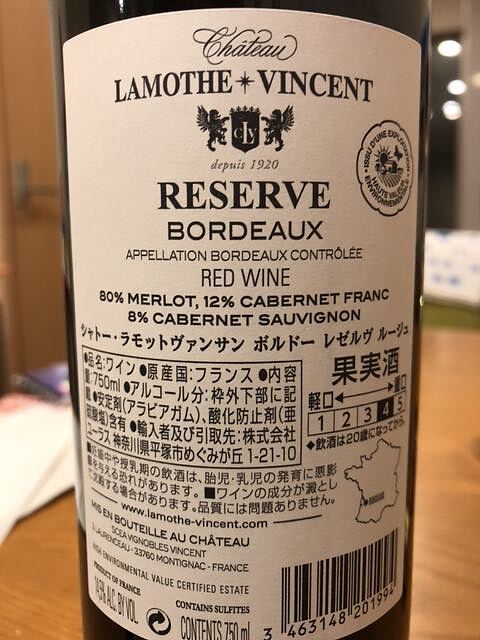 Château
LAMOTHE✶VINCENT
depuis 1920
RESERVE
BORDEAUX
APPELLATION BORDEAUX CONTRÔLÉE
RED WINE
80% MERLOT, 12% CABERNET FRANC
8% CABERNET SAUVIGNON
ISSU D'UNE EXPLOITATION
HAUTE VALEUR
ENVIRONNEMENTALE
シャトー・ラモットヴァンサン ボルドー レゼルヴ ルージュ
●品名:ワイン ●原産国:フランス ●内容
量:750ml ●アルコール分:枠外下部に記
載 ●安定剤(アラビアガム)、酸化防止剤(亜
硫酸塩)含有 ●輸入者及び引取先:株式会社
ユーラス 神奈川県平塚市めぐみが丘 1-21-10
果実酒
軽口 重口
1 2 3 4 5
◆飲酒は20歳になってから。
■妊娠中や授乳期の飲酒は、胎児・乳児の発育に悪影
響を与える恐れがあります。■ワインの成分が澱とし
て沈殿する場合があります。品質には問題ありません。
www.lamothe-vincent.com
BORDEAUX
MIS EN BOUTEILLE AU CHÂTEAU
SCEA VIGNOBLES VINCENT
3, LAURENCEAU - 33760 MONTIGNAC - FRANCE
HIGH ENVIRONMENTAL VALUE CERTIFIED ESTATE
PRODUCT OF FRANCE
CONTAINS SULFITES
14,5% ALC. BY VOL
CONTENTS 750 ml
3 463148 201994